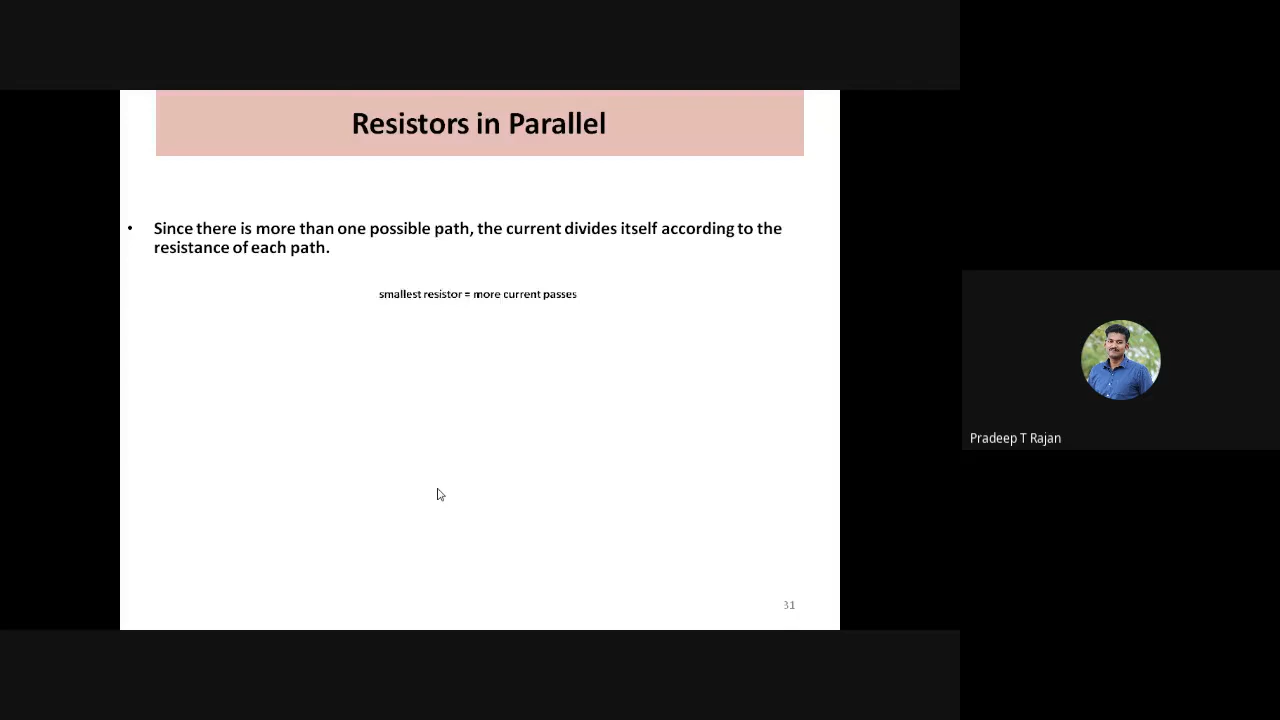 Resistors in Parallel
• Since there is more than one possible path, the current divides itself according to the
resistance of each path.
smallest resistor = more current passes
31
Pradeep T Rajan